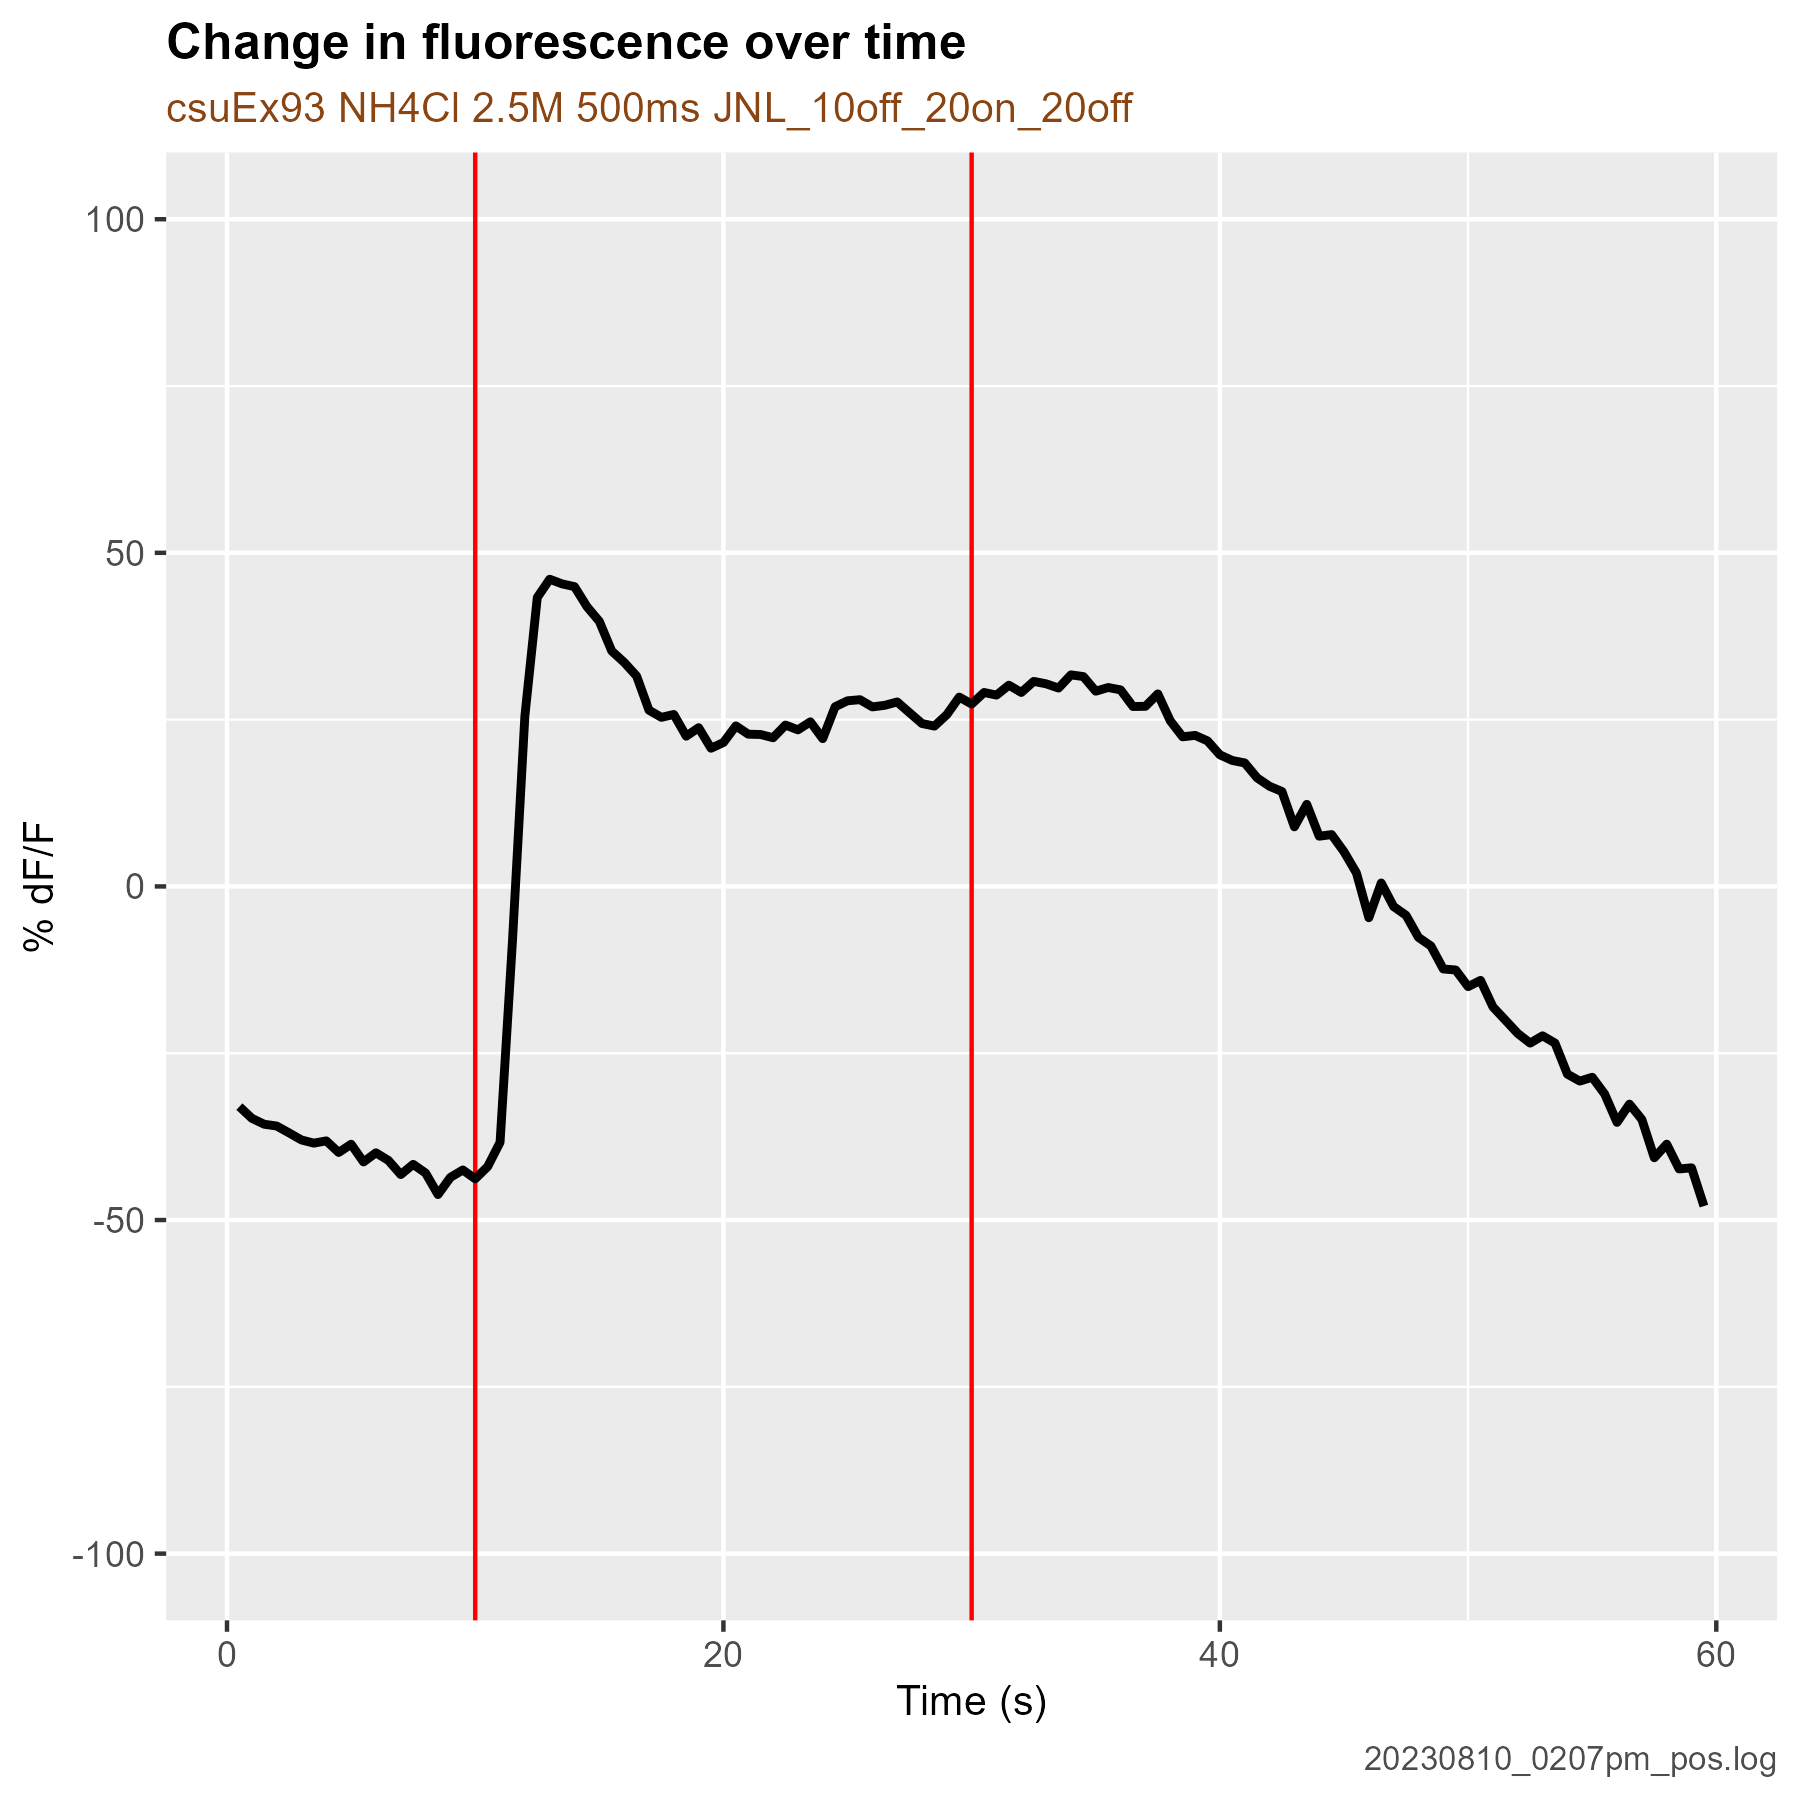 Change in fluorescence over time
csuEx93 NH4Cl 2.5M 500ms JNL_10off_20on_20off
100
50
0
-50
-100
% dF/F
0 20 40 60
Time (s)
20230810_0207pm_pos.log